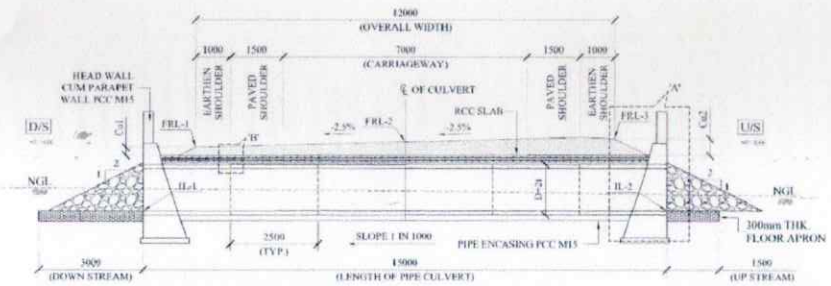 12000
(OVERALL WIDTH)
1000
1500
7000
1500
1000
(CARRIAGEWAY)
HEAD WALL
CUM PARAPET
WALL PCC M15
EARTHEN
SHOULDER
PAVED
SHOULDER
℄ OF CULVERT
PAVED
SHOULDER
EARTHEN
SHOULDER
'A'
RCC SLAB
FRL-1
'B'
-2.5%
FRL-2
-2.5%
FRL-3
D/S
Cu1
Cu2
U/S
1
2
2
1
NGL
IL-1
IL-2
NGL
2500
(TYP.)
SLOPE 1 IN 1000
PIPE ENCASING PCC M15
300mm THK.
FLOOR APRON
3000
(DOWN STREAM)
15000
(LENGTH OF PIPE CULVERT)
1500
(UP STREAM)